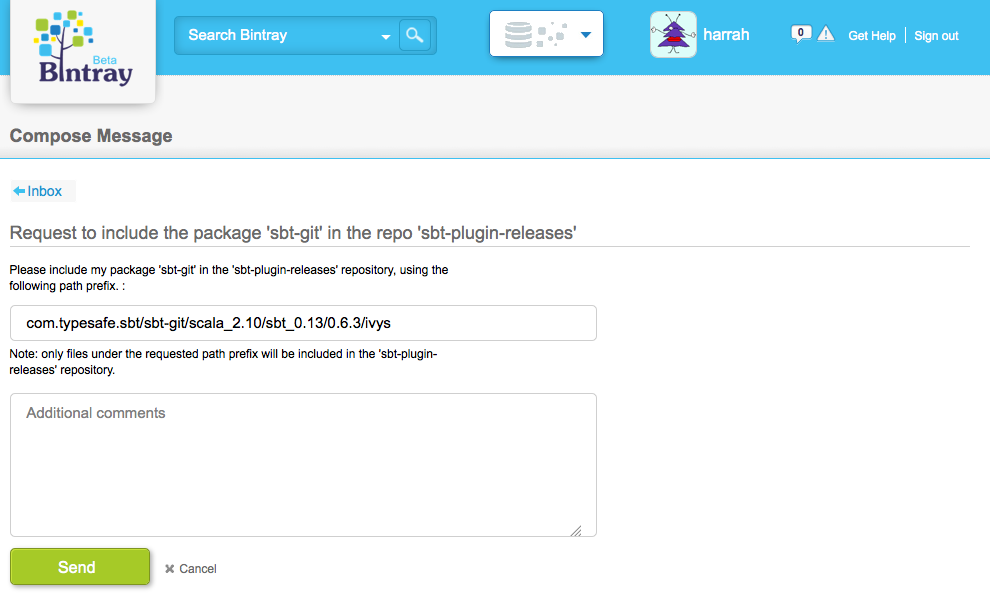 Beta
Bintray
Search Bintray
harrah
0
Get Help
Sign out
Compose Message
Inbox
Request to include the package 'sbt-git' in the repo 'sbt-plugin-releases'
Please include my package 'sbt-git' in the 'sbt-plugin-releases' repository, using the
following path prefix. :
com.typesafe.sbt/sbt-git/scala_2.10/sbt_0.13/0.6.3/ivys
Note: only files under the requested path prefix will be included in the 'sbt-plugin-
releases' repository.
Additional comments
Send
Cancel